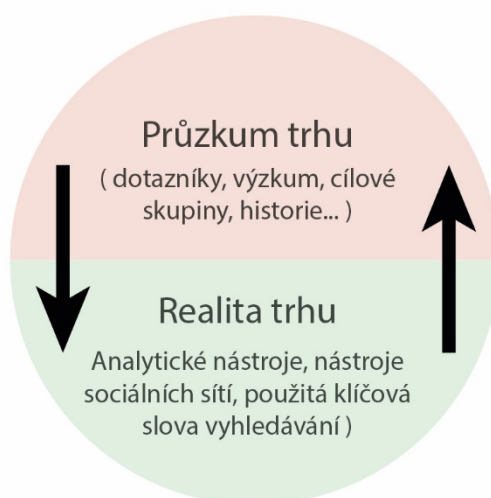 Průzkum trhu
( dotazníky, výzkum, cílové
skupiny, historie... )
Realita trhu
Analytické nástroje, nástroje
sociálních sítí, použitá klíčová
slova vyhledávání )